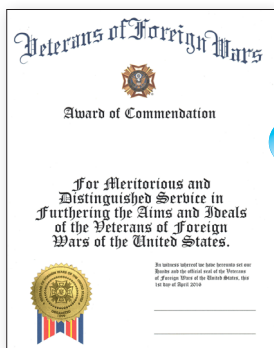 Veterans of Foreign Wars
Award of Commendation
For Meritorious and
Distinguished Service in
Furthering the Aims and Ideals
of the Veterans of Foreign
Wars of the United States.
In witness whereof we have hereunto set our
Hands and the official seal of the Veterans
of Foreign Wars of the United States, this
1st day of April 2016